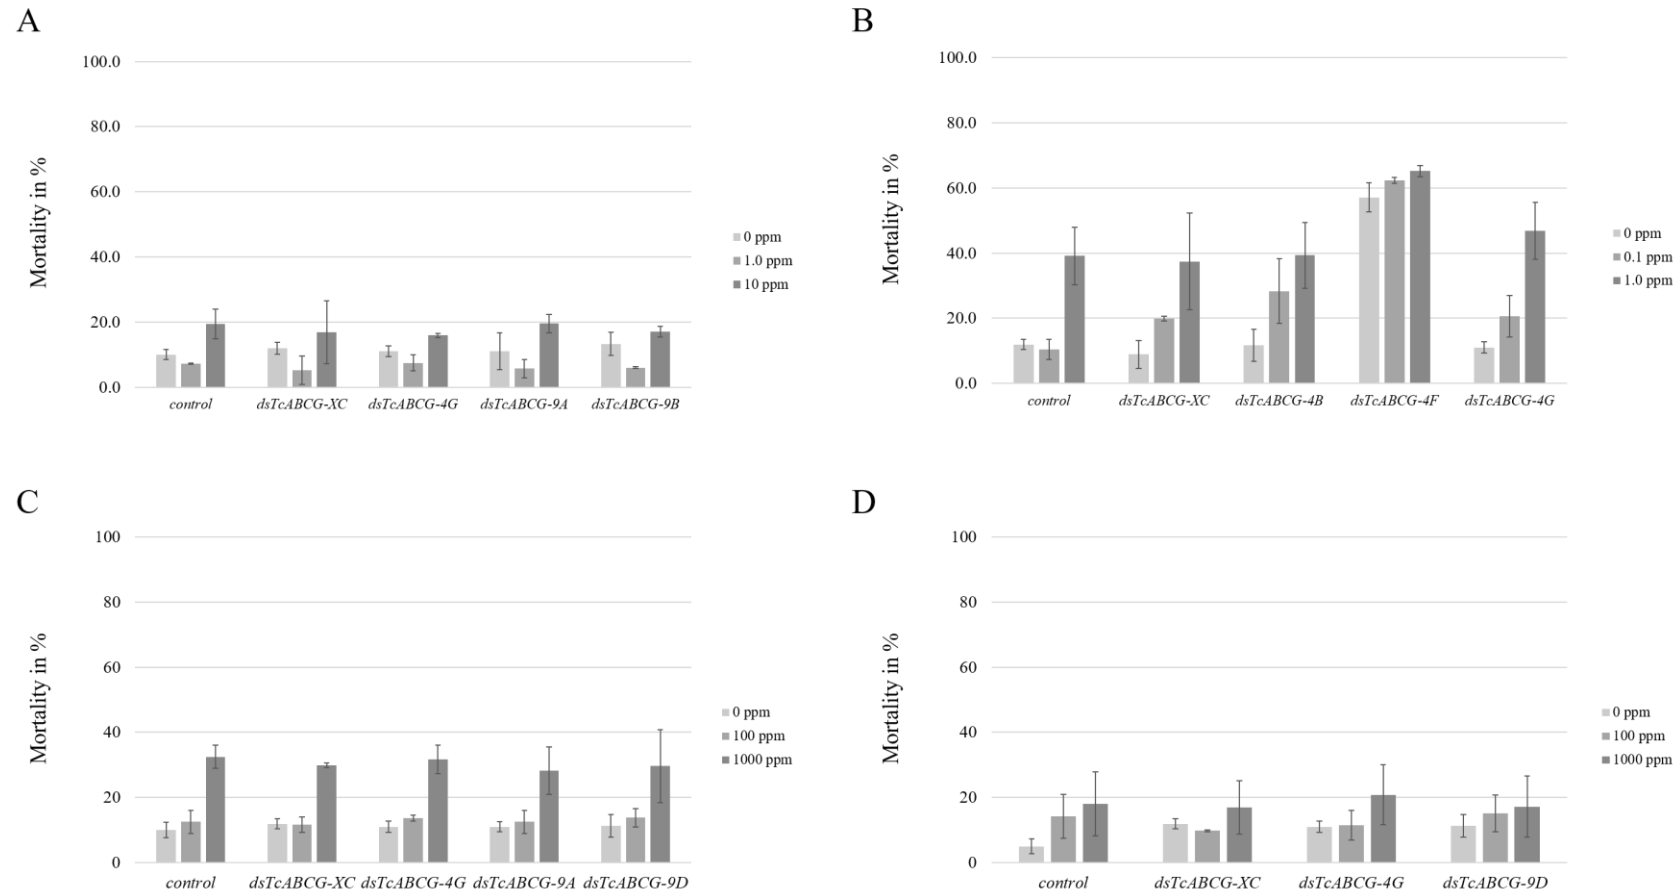 A
100.0
80.0
60.0
40.0
20.0
0.0
Mortality in %
control dsTcABCG-XC dsTcABCG-4G dsTcABCG-9A dsTcABCG-9B
0 ppm
1.0 ppm
10 ppm
B
100.0
80.0
60.0
40.0
20.0
0.0
Mortality in %
control dsTcABCG-XC dsTcABCG-4B dsTcABCG-4F dsTcABCG-4G
0 ppm
0.1 ppm
1.0 ppm
C
100
80
60
40
20
0
Mortality in %
control dsTcABCG-XC dsTcABCG-4G dsTcABCG-9A dsTcABCG-9D
0 ppm
100 ppm
1000 ppm
D
100
80
60
40
20
0
Mortality in %
control dsTcABCG-XC dsTcABCG-4G dsTcABCG-9D
0 ppm
100 ppm
1000 ppm